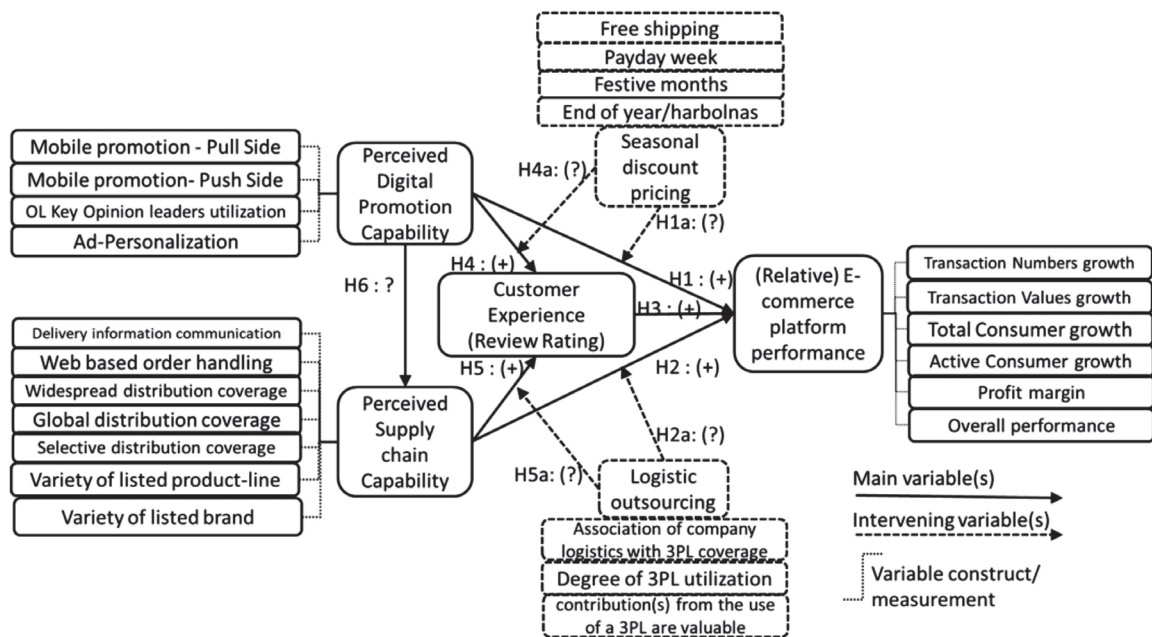 Free shipping
Payday week
Festive months
End of year/harbolnas
Seasonal
discount
pricing
Mobile promotion - Pull Side
Mobile promotion- Push Side
OL Key Opinion leaders utilization
Ad-Personalization
Perceived
Digital
Promotion
Capability
H4a: (?)
H1a: (?)
H4 : (+)
H1 : (+)
H6 : ?
Customer
Experience
(Review Rating)
H3 : (+)
(Relative) E-
commerce
platform
performance
Transaction Numbers growth
Transaction Values growth
Total Consumer growth
Active Consumer growth
Profit margin
Overall performance
Delivery information communication
Web based order handling
Widespread distribution coverage
Global distribution coverage
Selective distribution coverage
Variety of listed product-line
Variety of listed brand
Perceived
Supply
chain
Capability
H5 : (+)
H2 : (+)
H2a: (?)
H5a: (?)
Logistic
outsourcing
Association of company
logistics with 3PL coverage
Degree of 3PL utilization
contribution(s) from the use
of a 3PL are valuable
Main variable(s)
Intervening variable(s)
Variable construct/
measurement